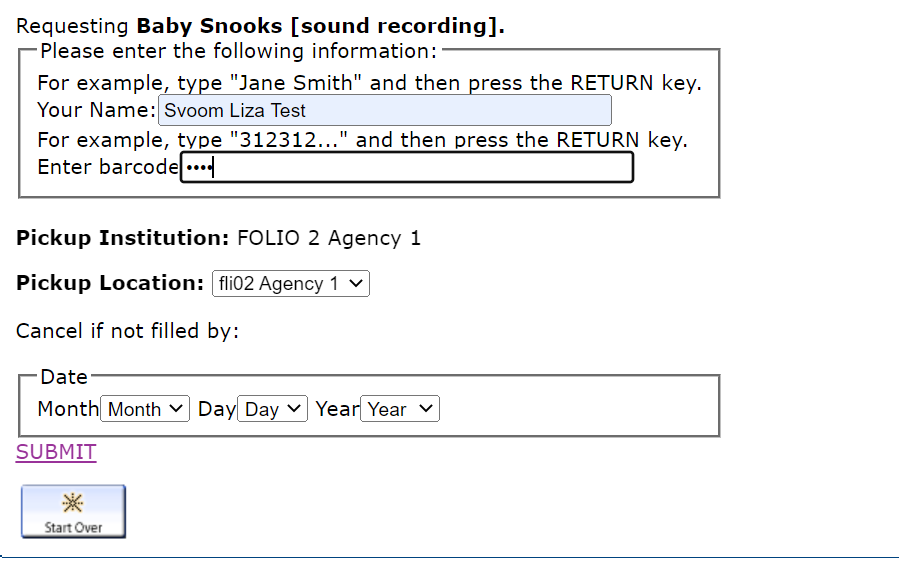 Requesting Baby Snooks [sound recording].
Please enter the following information:
For example, type "Jane Smith" and then press the RETURN key.
Your Name: Svoom Liza Test
For example, type "312312..." and then press the RETURN key.
Enter barcode ••••
Pickup Institution: FOLIO 2 Agency 1
Pickup Location: fli02 Agency 1
Cancel if not filled by:
Date
Month Month Day Day Year Year
SUBMIT
Start Over